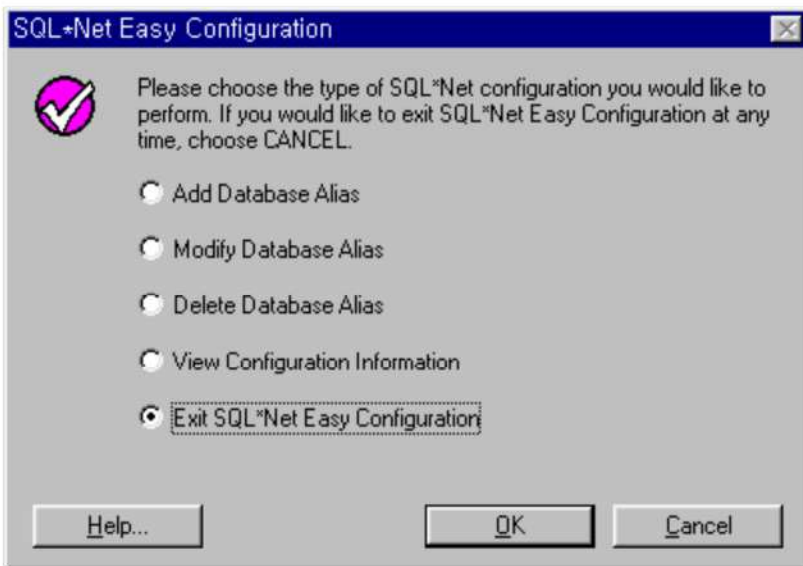 SQL*Net Easy Configuration
Please choose the type of SQL*Net configuration you would like to
perform. If you would like to exit SQL*Net Easy Configuration at any
time, choose CANCEL.
Add Database Alias
Modify Database Alias
Delete Database Alias
View Configuration Information
Exit SQL*Net Easy Configuration
Help...
OK
Cancel